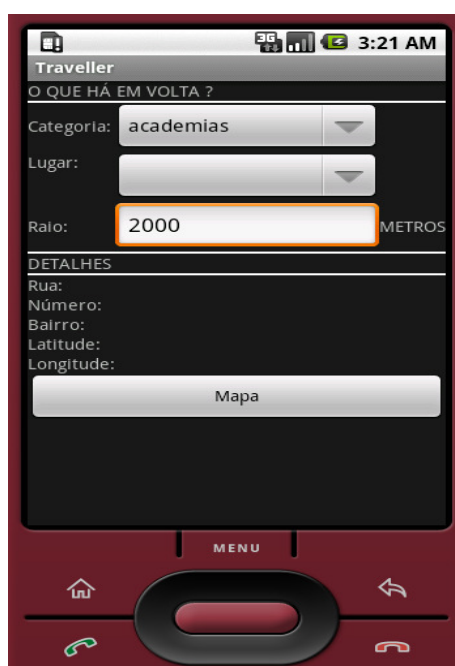 3G 3:21 AM
Traveller
O QUE HÁ EM VOLTA ?
Categoria: academias
Lugar:
Raio: 2000 METROS
DETALHES
Rua:
Número:
Bairro:
Latitude:
Longitude:
Mapa
MENU